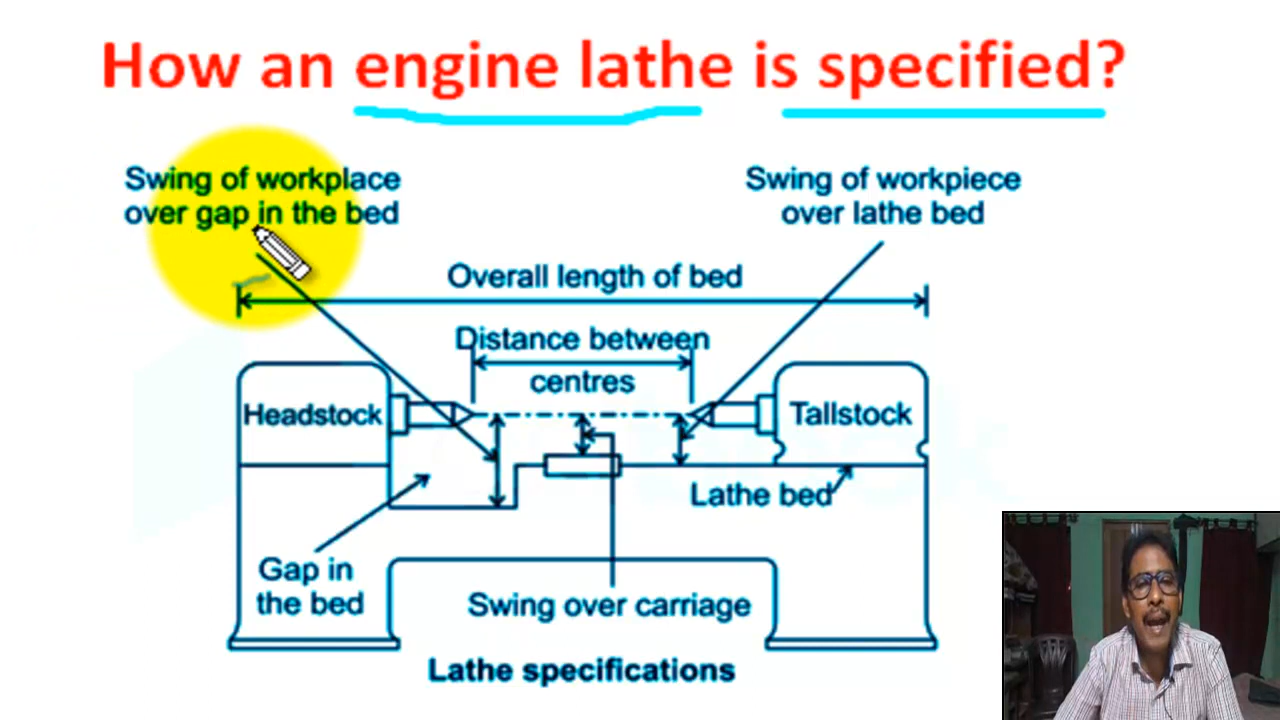 How an engine lathe is specified?
Swing of workplace
over gap in the bed
Swing of workpiece
over lathe bed
Overall length of bed
Distance between
centres
Headstock
Tallstock
Lathe bed
Gap in
the bed
Swing over carriage
Lathe specifications